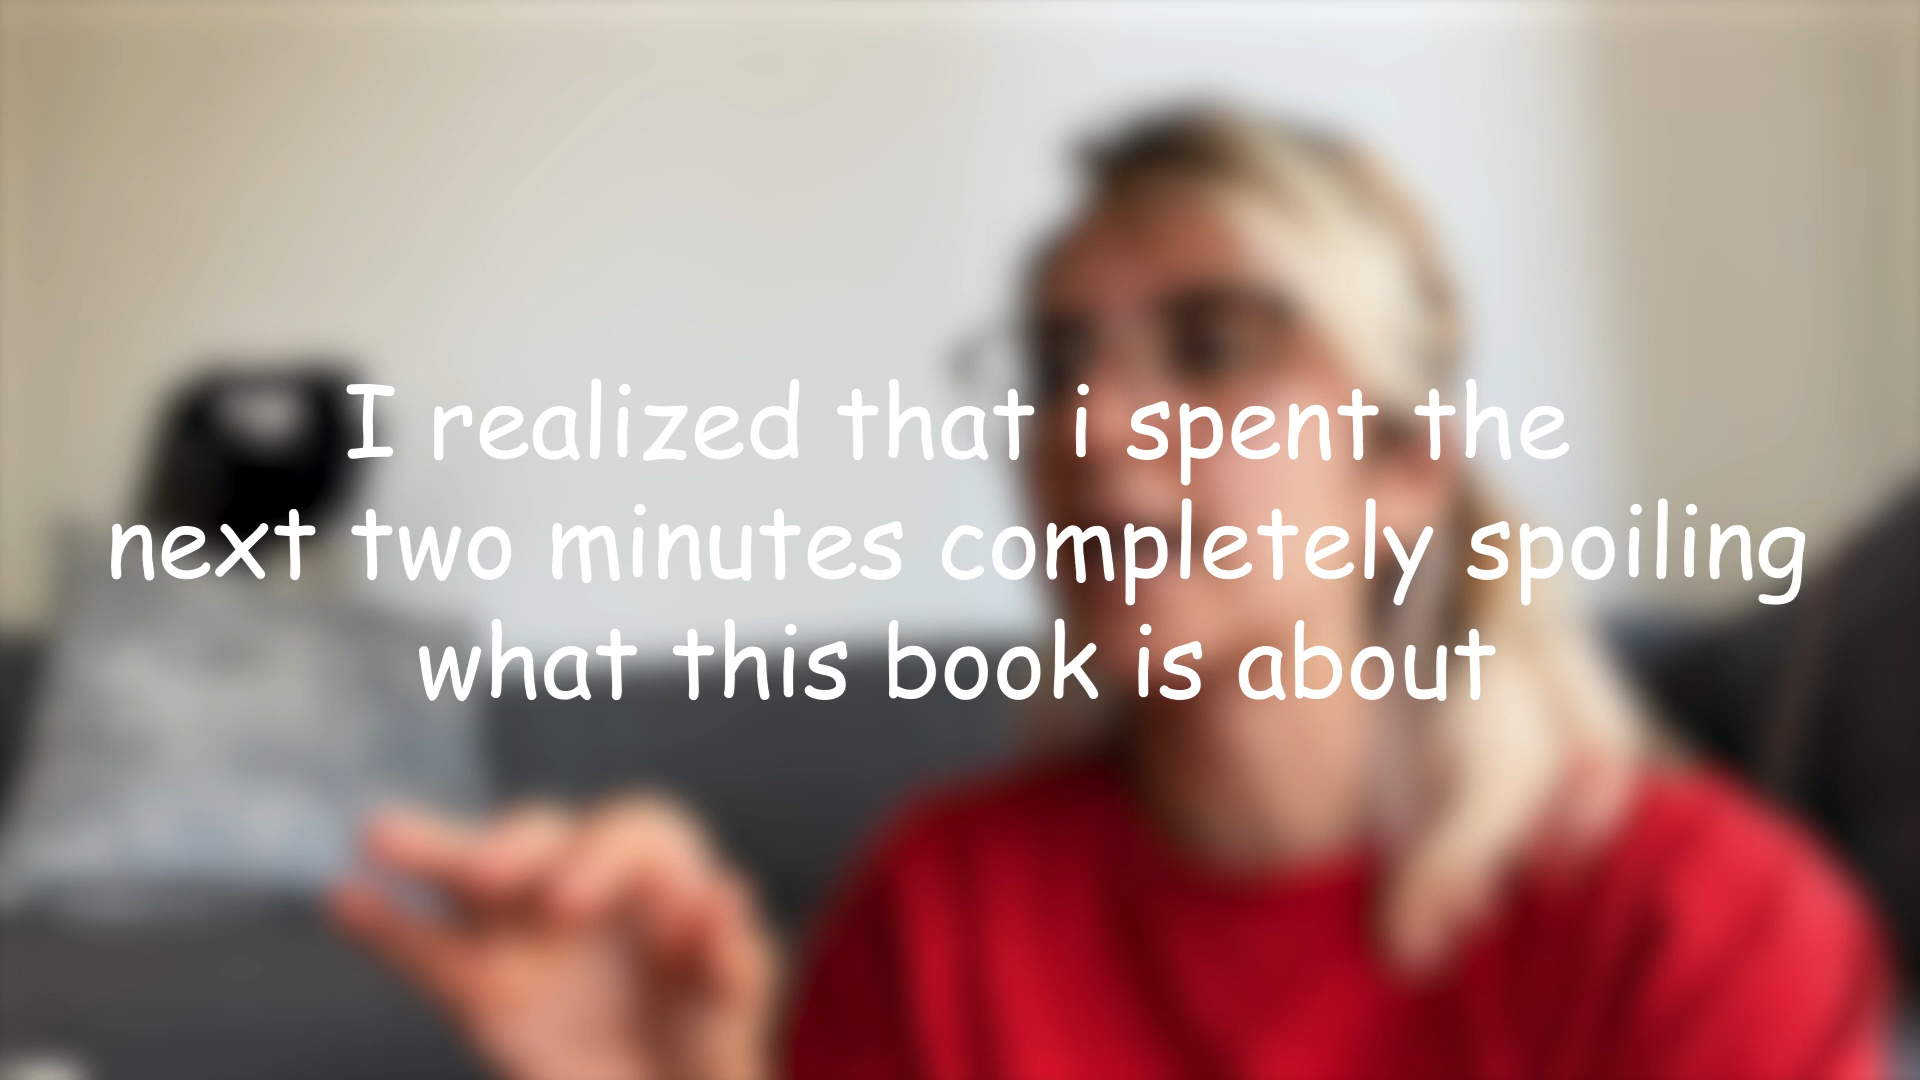 I realized that i spent the
next two minutes completely spoiling
what this book is about